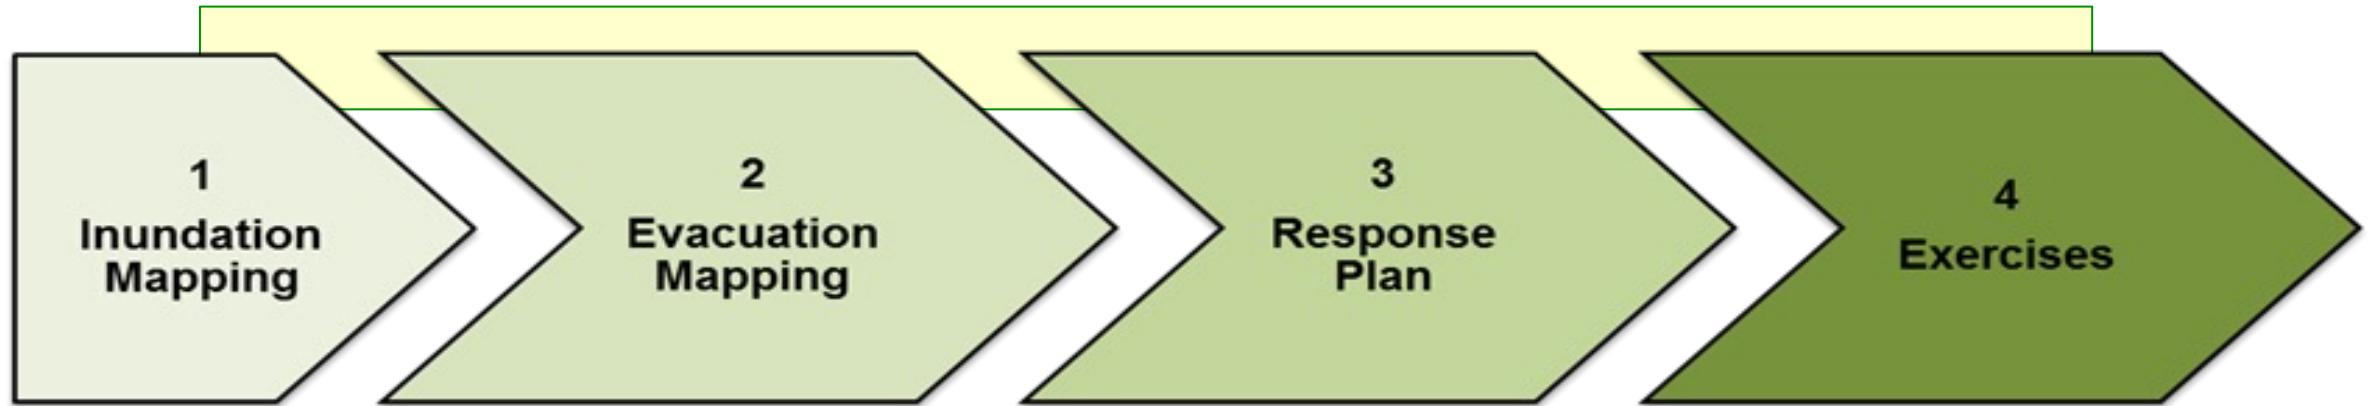 1
Inundation
Mapping
2
Evacuation
Mapping
3
Response
Plan
4
Exercises